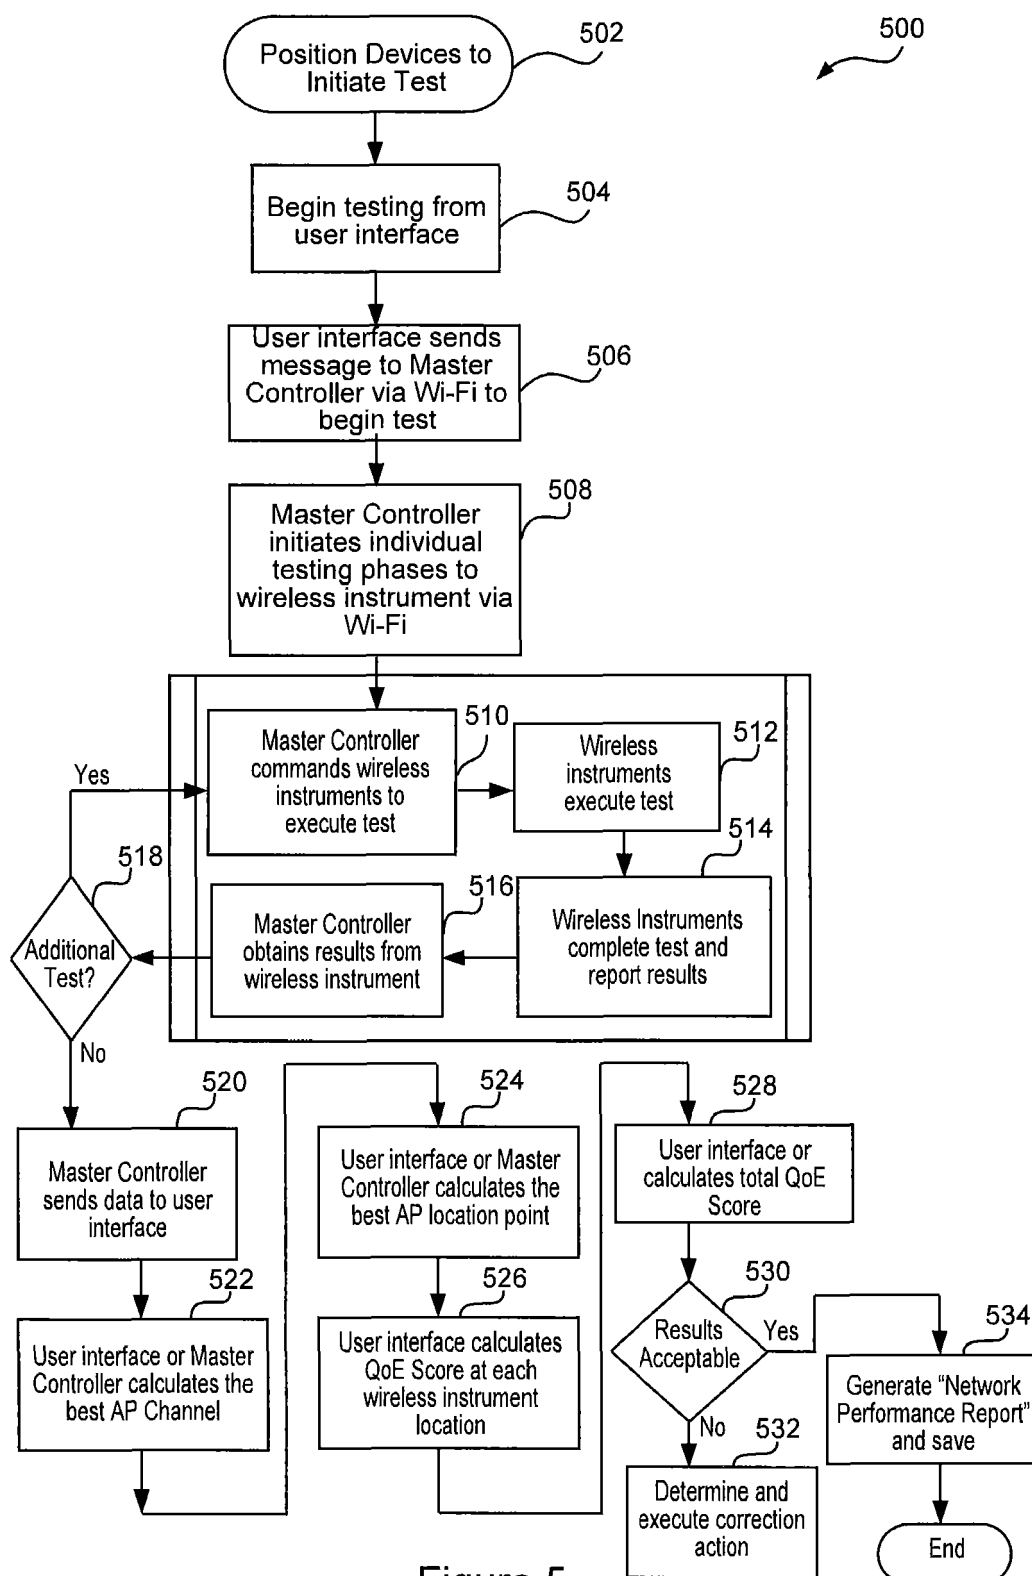 500
502
Position Devices to
Initiate Test
504
Begin testing from
user interface
506
User interface sends
message to Master
Controller via Wi-Fi to
begin test
508
Master Controller
initiates individual
testing phases to
wireless instrument via
Wi-Fi
510
Master Controller
commands wireless
instruments to
execute test
512
Wireless
instruments
execute test
514
Wireless Instruments
complete test and
report results
516
Master Controller
obtains results from
wireless instrument
518
Additional
Test?
Yes
No
520
Master Controller
sends data to user
interface
522
User interface or Master
Controller calculates the
best AP Channel
524
User interface or Master
Controller calculates the
best AP location point
526
User interface calculates
QoE Score at each
wireless instrument
location
528
User interface or
calculates total QoE
Score
530
Results
Acceptable
Yes
No
532
Determine and
execute correction
action
534
Generate “Network
Performance Report”
and save
End